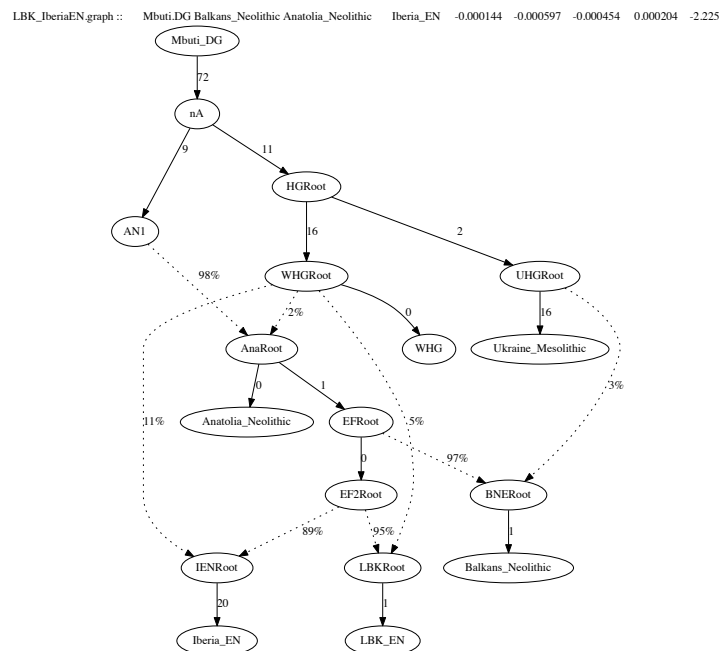 LBK_IberiaEN.graph :: Mbuti.DG Balkans_Neolithic Anatolia_Neolithic Iberia_EN -0.000144 -0.000597 -0.000454 0.000204 -2.225
Mbuti_DG
72
nA
9
11
HGRoot
AN1
16
2
WHGRoot
UHGRoot
98%
2%
0
16
AnaRoot
WHG
Ukraine_Mesolithic
0
1
3%
Anatolia_Neolithic
EFRoot
11%
5%
0
97%
EF2Root
BNERoot
89%
95%
1
IENRoot
LBKRoot
Balkans_Neolithic
20
1
Iberia_EN
LBK_EN